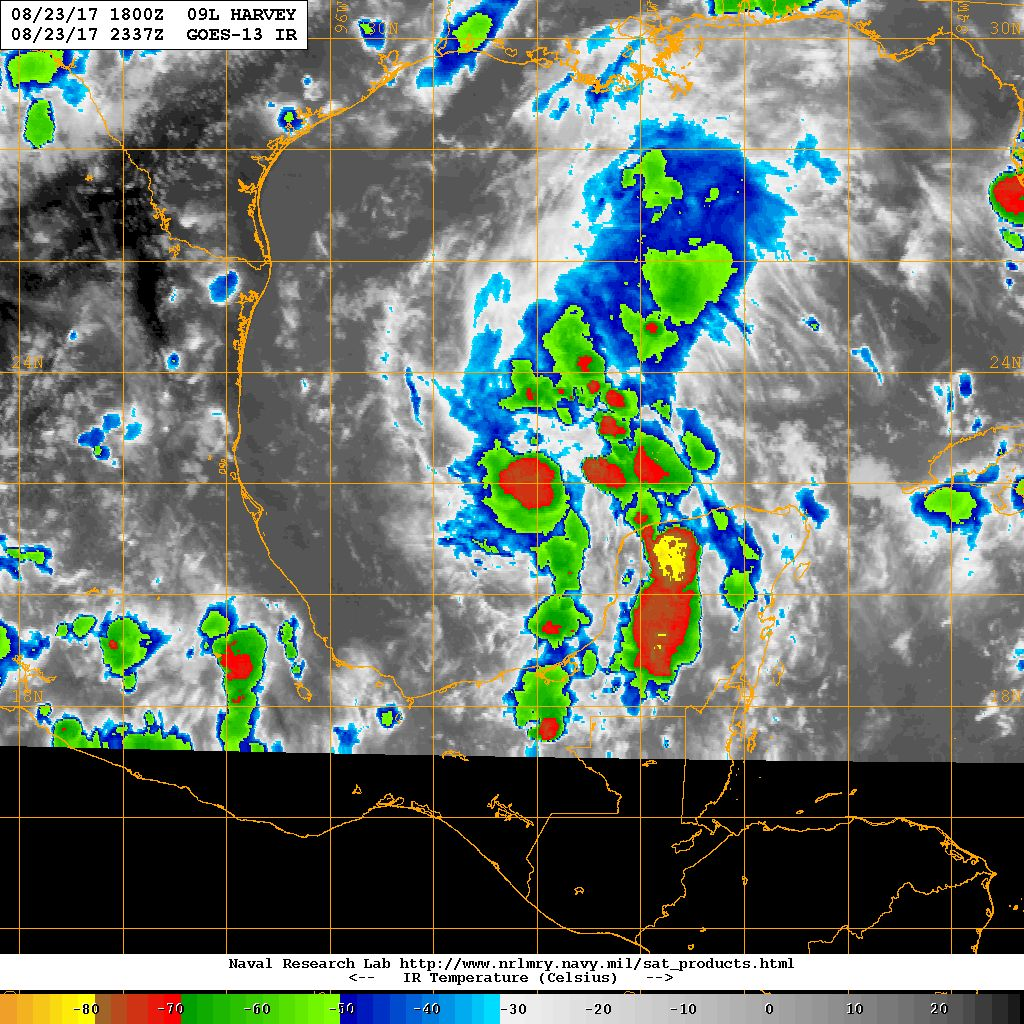 08/23/17 1800Z 09L HARVEY
08/23/17 2337Z GOES-13 IR
96W
30N
30N
24N
24N
18N
18N
Naval Research Lab http://www.nrlmry.navy.mil/sat_products.html
<-- IR Temperature (Celsius) -->
-80 -70 -60 -50 -40 -30 -20 -10 0 10 20